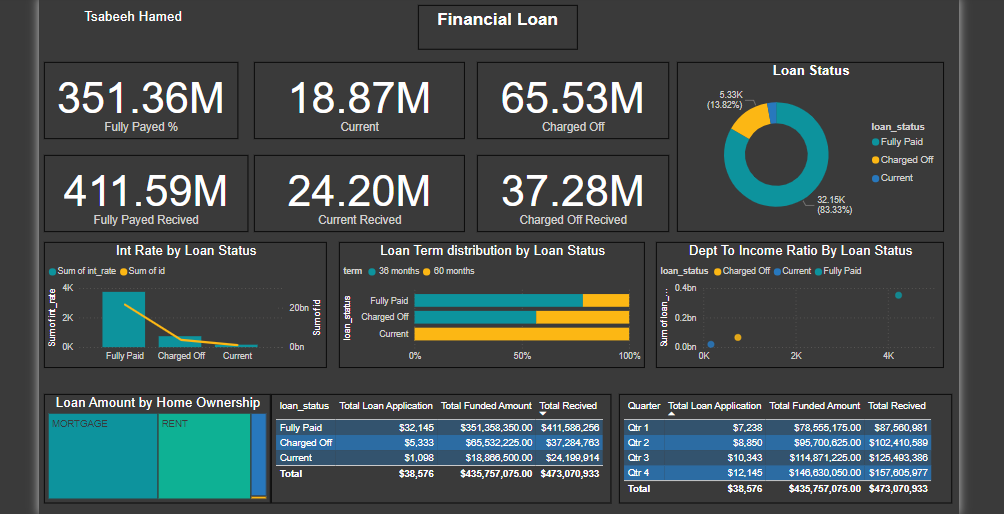 Tsabeeh Hamed
Financial Loan
351.36M
Fully Payed %
18.87M
Current
65.53M
Charged Off
411.59M
Fully Payed Recived
24.20M
Current Recived
37.28M
Charged Off Recived
Loan Status
5.33K
(13.82%)
32.15K
(83.33%)
loan_status
Fully Paid
Charged Off
Current
Int Rate by Loan Status
Sum of int_rate Sum of id
Sum of int_rate
4K
2K
0K
20bn
0bn
Sum of id
Fully Paid Charged Off Current
Loan Term distribution by Loan Status
term 36 months 60 months
loan_status
Fully Paid
Charged Off
Current
0% 50% 100%
Dept To Income Ratio By Loan Status
loan_status Charged Off Current Fully Paid
Sum of loan_...
0.4bn
0.2bn
0.0bn
0K 2K 4K
Loan Amount by Home Ownership
MORTGAGE RENT
loan_status Total Loan Application Total Funded Amount Total Recived
Fully Paid $32,145 $351,358,350.00 $411,586,256
Charged Off $5,333 $65,532,225.00 $37,284,763
Current $1,098 $18,866,500.00 $24,199,914
Total $38,576 $435,757,075.00 $473,070,933
Quarter Total Loan Application Total Funded Amount Total Recived
Qtr 1 $7,238 $78,555,175.00 $87,560,981
Qtr 2 $8,850 $95,700,625.00 $102,410,589
Qtr 3 $10,343 $114,871,225.00 $125,493,386
Qtr 4 $12,145 $146,630,050.00 $157,605,977
Total $38,576 $435,757,075.00 $473,070,933